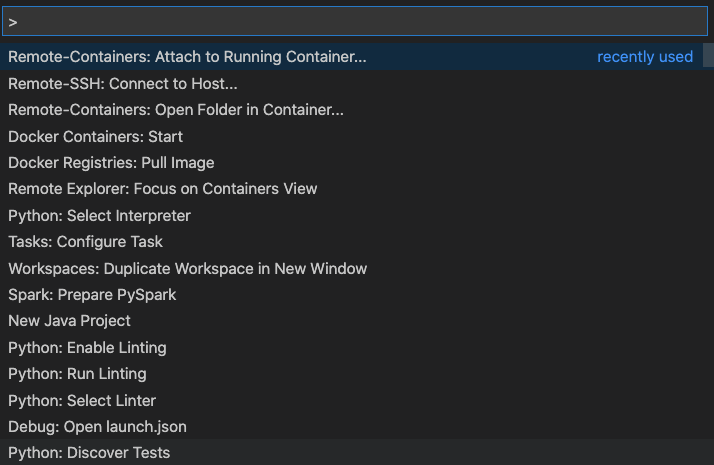 >
Remote-Containers: Attach to Running Container... recently used
Remote-SSH: Connect to Host...
Remote-Containers: Open Folder in Container...
Docker Containers: Start
Docker Registries: Pull Image
Remote Explorer: Focus on Containers View
Python: Select Interpreter
Tasks: Configure Task
Workspaces: Duplicate Workspace in New Window
Spark: Prepare PySpark
New Java Project
Python: Enable Linting
Python: Run Linting
Python: Select Linter
Debug: Open launch.json
Python: Discover Tests